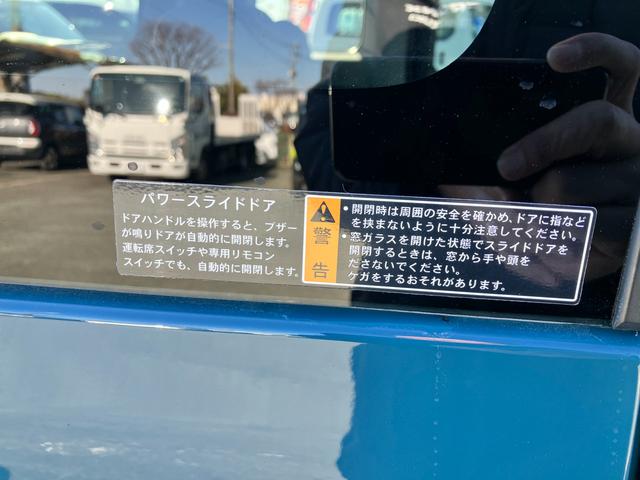 パワースライドドア
ドアハンドルを操作すると、ブザー
が鳴りドアが自動的に開閉します。
運転席スイッチや専用リモコン
スイッチでも、自動的に開閉します。
警告
・開閉時は周囲の安全を確かめ、ドアに指など
を挟まないように十分注意してください。
・窓ガラスを開けた状態でスライドドアを
開閉するときは、窓から手や頭を
ださないでください。
ケガをするおそれがあります。